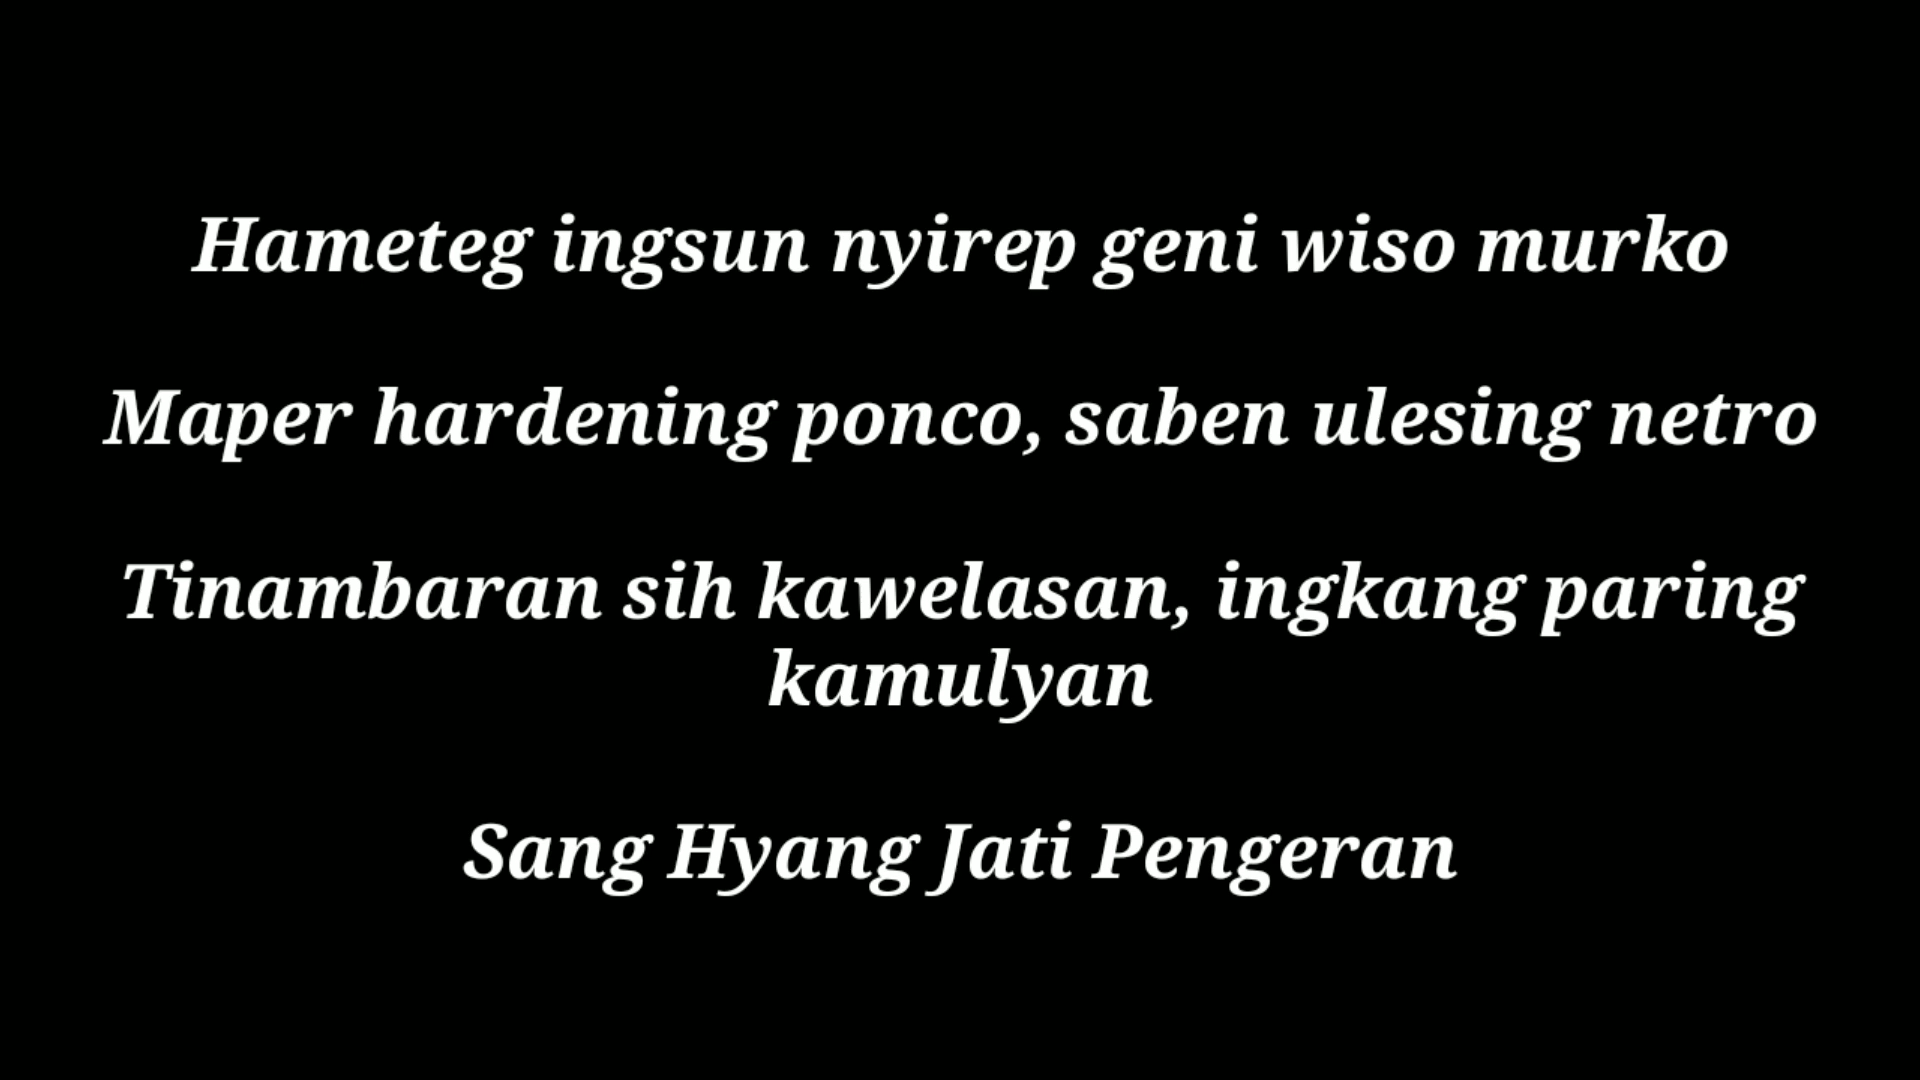 Hameteg ingsun nyirep geni wiso murko
Maper hardening ponco, saben ulesing netro
Tinambaran sih kawelasan, ingkang paring
kamulyan
Sang Hyang Jati Pengeran